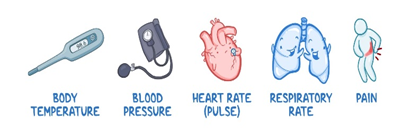 BODY
TEMPERATURE
BLOOD
PRESSURE
HEART RATE
(PULSE)
RESPIRATORY
RATE
PAIN